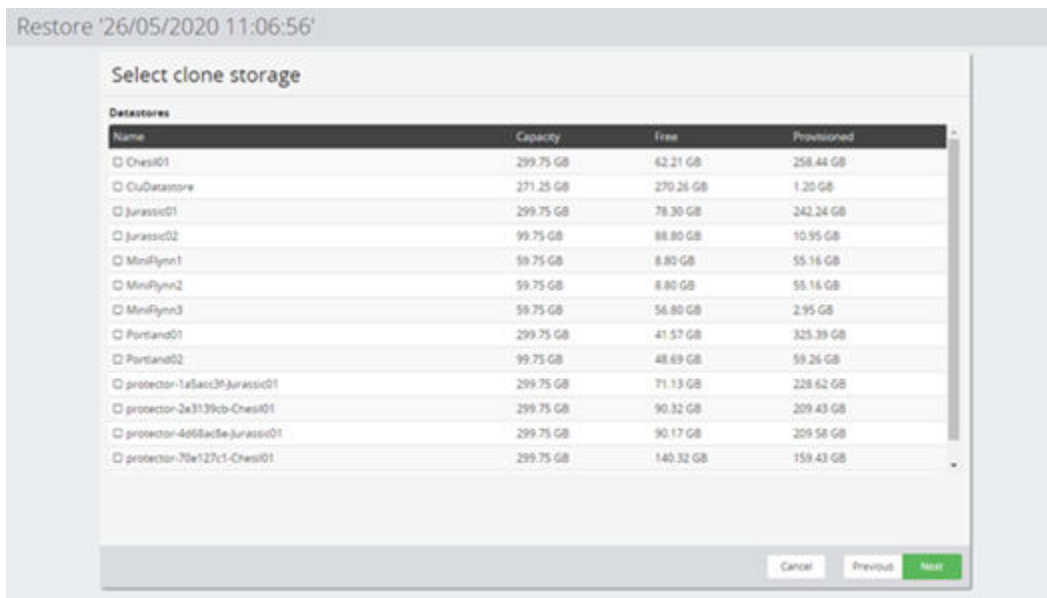 Restore '26/05/2020 11:06:56'
Select clone storage
Datastores
Name Capacity Free Provisioned
Chesil01 299.75 GB 62.21 GB 258.44 GB
CluDatastore 271.25 GB 270.26 GB 1.20 GB
Jurassic01 299.75 GB 78.30 GB 242.24 GB
Jurassic02 99.75 GB 88.80 GB 10.95 GB
MiniFlynn1 59.75 GB 8.80 GB 55.16 GB
MiniFlynn2 59.75 GB 8.80 GB 55.16 GB
MiniFlynn3 59.75 GB 56.80 GB 2.95 GB
Portland01 299.75 GB 41.57 GB 325.39 GB
Portland02 99.75 GB 48.69 GB 59.26 GB
protector-1a5acc3f-Jurassic01 299.75 GB 71.13 GB 228.62 GB
protector-2e3139cb-Chesil01 299.75 GB 90.32 GB 209.43 GB
protector-4d68ac8e-Jurassic01 299.75 GB 90.17 GB 209.58 GB
protector-70e127c1-Chesil01 299.75 GB 140.32 GB 159.43 GB
Cancel Previous Next